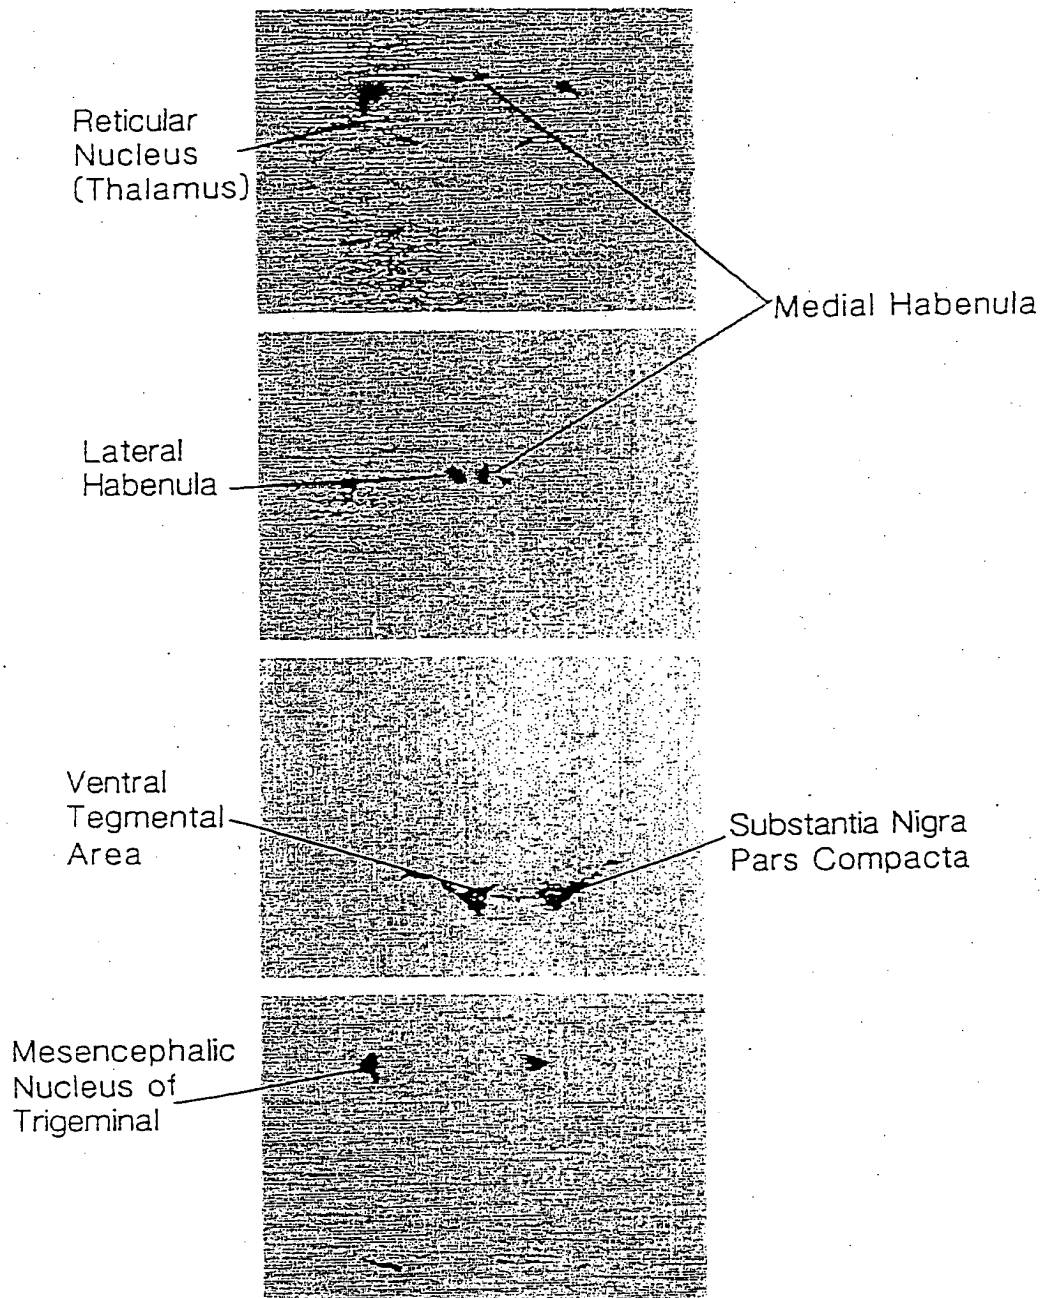 Reticular
Nucleus
(Thalamus)
Medial Habenula
Lateral
Habenula
Ventral
Tegmental
Area
Substantia Nigra
Pars Compacta
Mesencephalic
Nucleus of
Trigeminal